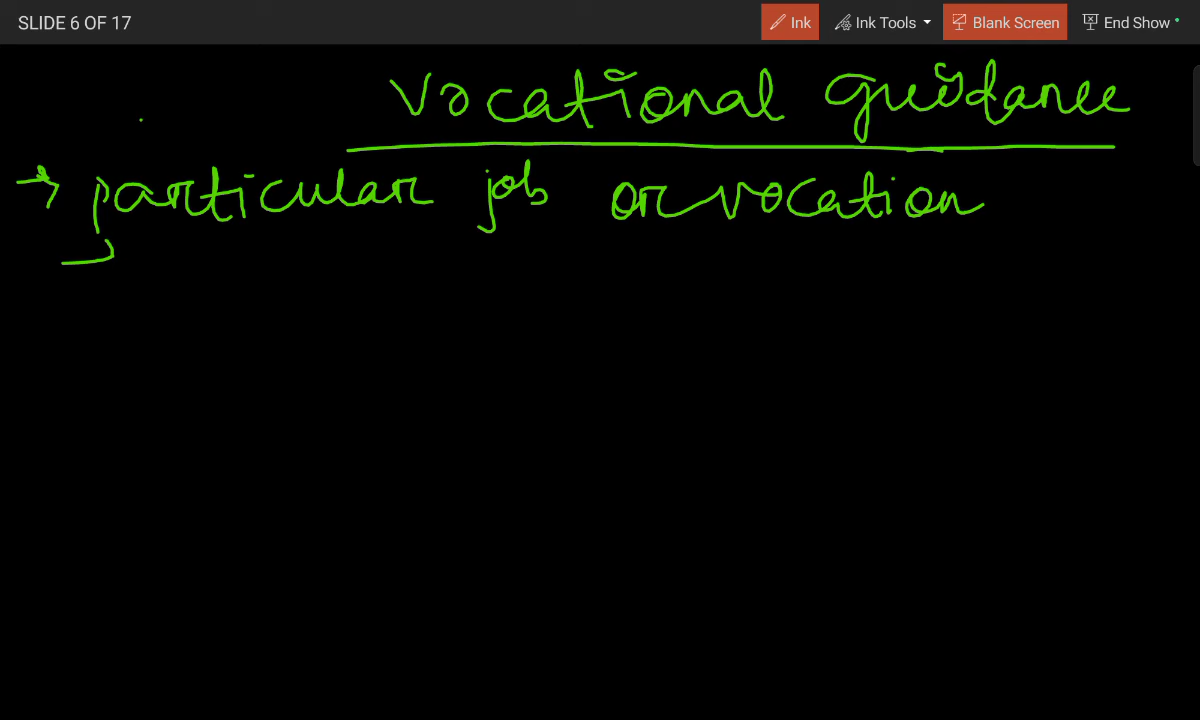 SLIDE 6 OF 17 Ink Ink Tools Blank Screen End Show
Vocational guidance
→ particular job or vocation